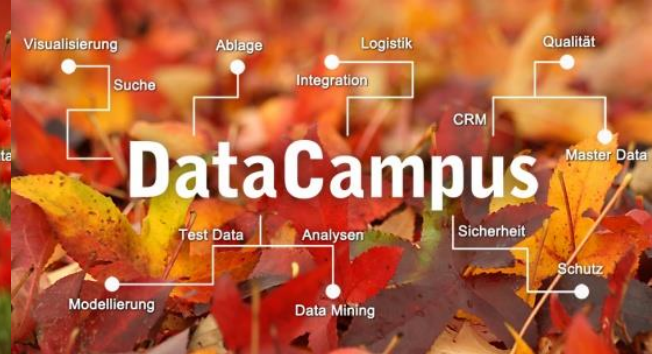 Visualisierung
Ablage
Logistik
Qualität
Suche
Integration
CRM
DataCampus
Master Data
Test Data
Analysen
Sicherheit
Schutz
Modellierung
Data Mining